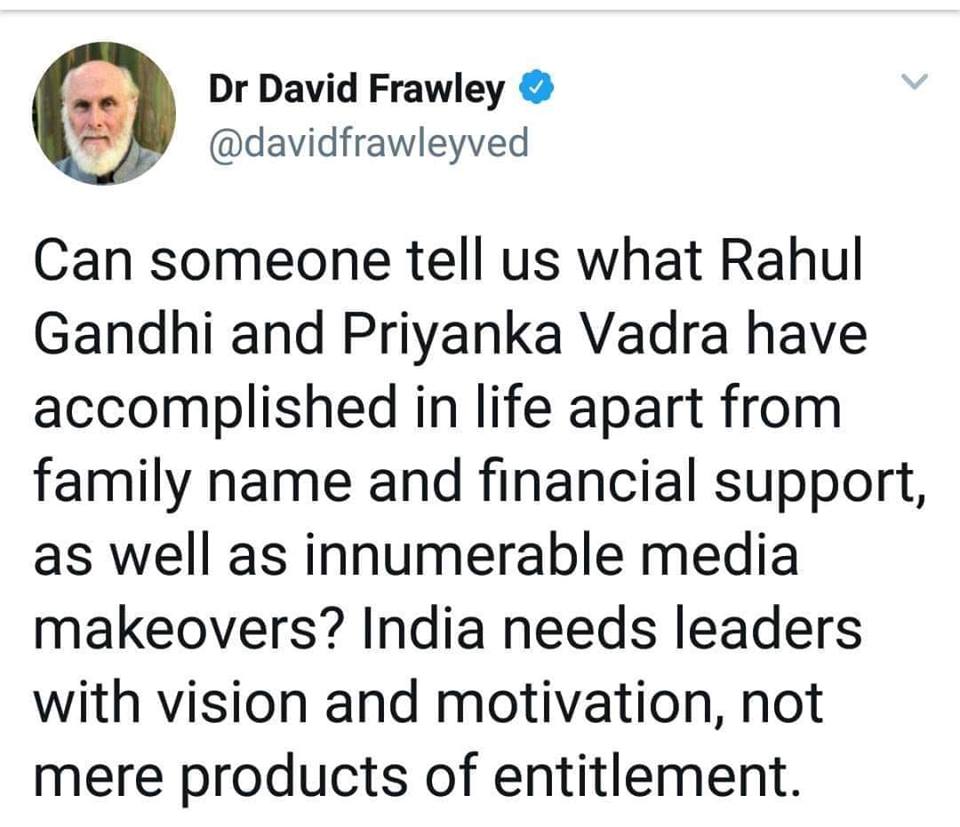 Dr David Frawley
@davidfrawleyved
Can someone tell us what Rahul
Gandhi and Priyanka Vadra have
accomplished in life apart from
family name and financial support,
as well as innumerable media
makeovers? India needs leaders
with vision and motivation, not
mere products of entitlement.